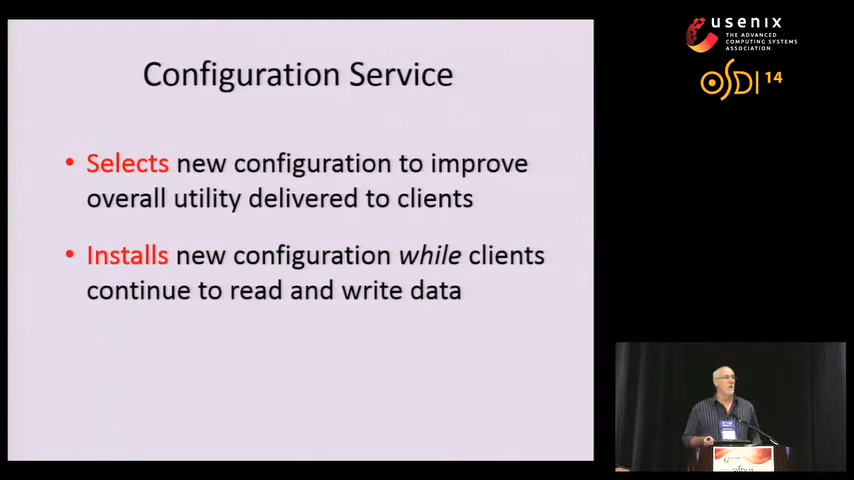 Configuration Service
• Selects new configuration to improve
overall utility delivered to clients
• Installs new configuration while clients
continue to read and write data
usenix
THE ADVANCED
COMPUTING SYSTEMS
ASSOCIATION
OSDI 14